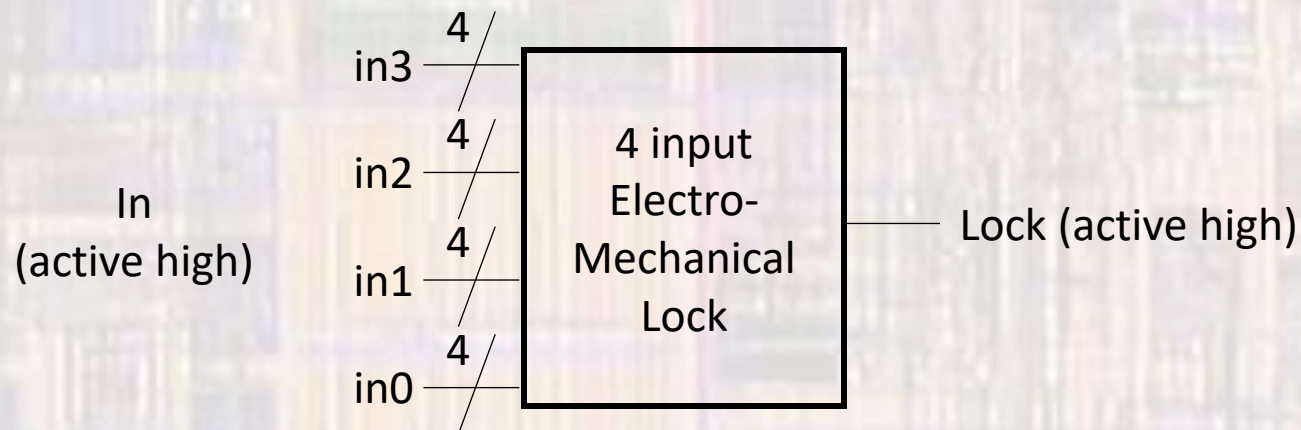 4
in3
4
in2
4
in1
4
in0
In
(active high)
4 input
Electro-
Mechanical
Lock
Lock (active high)